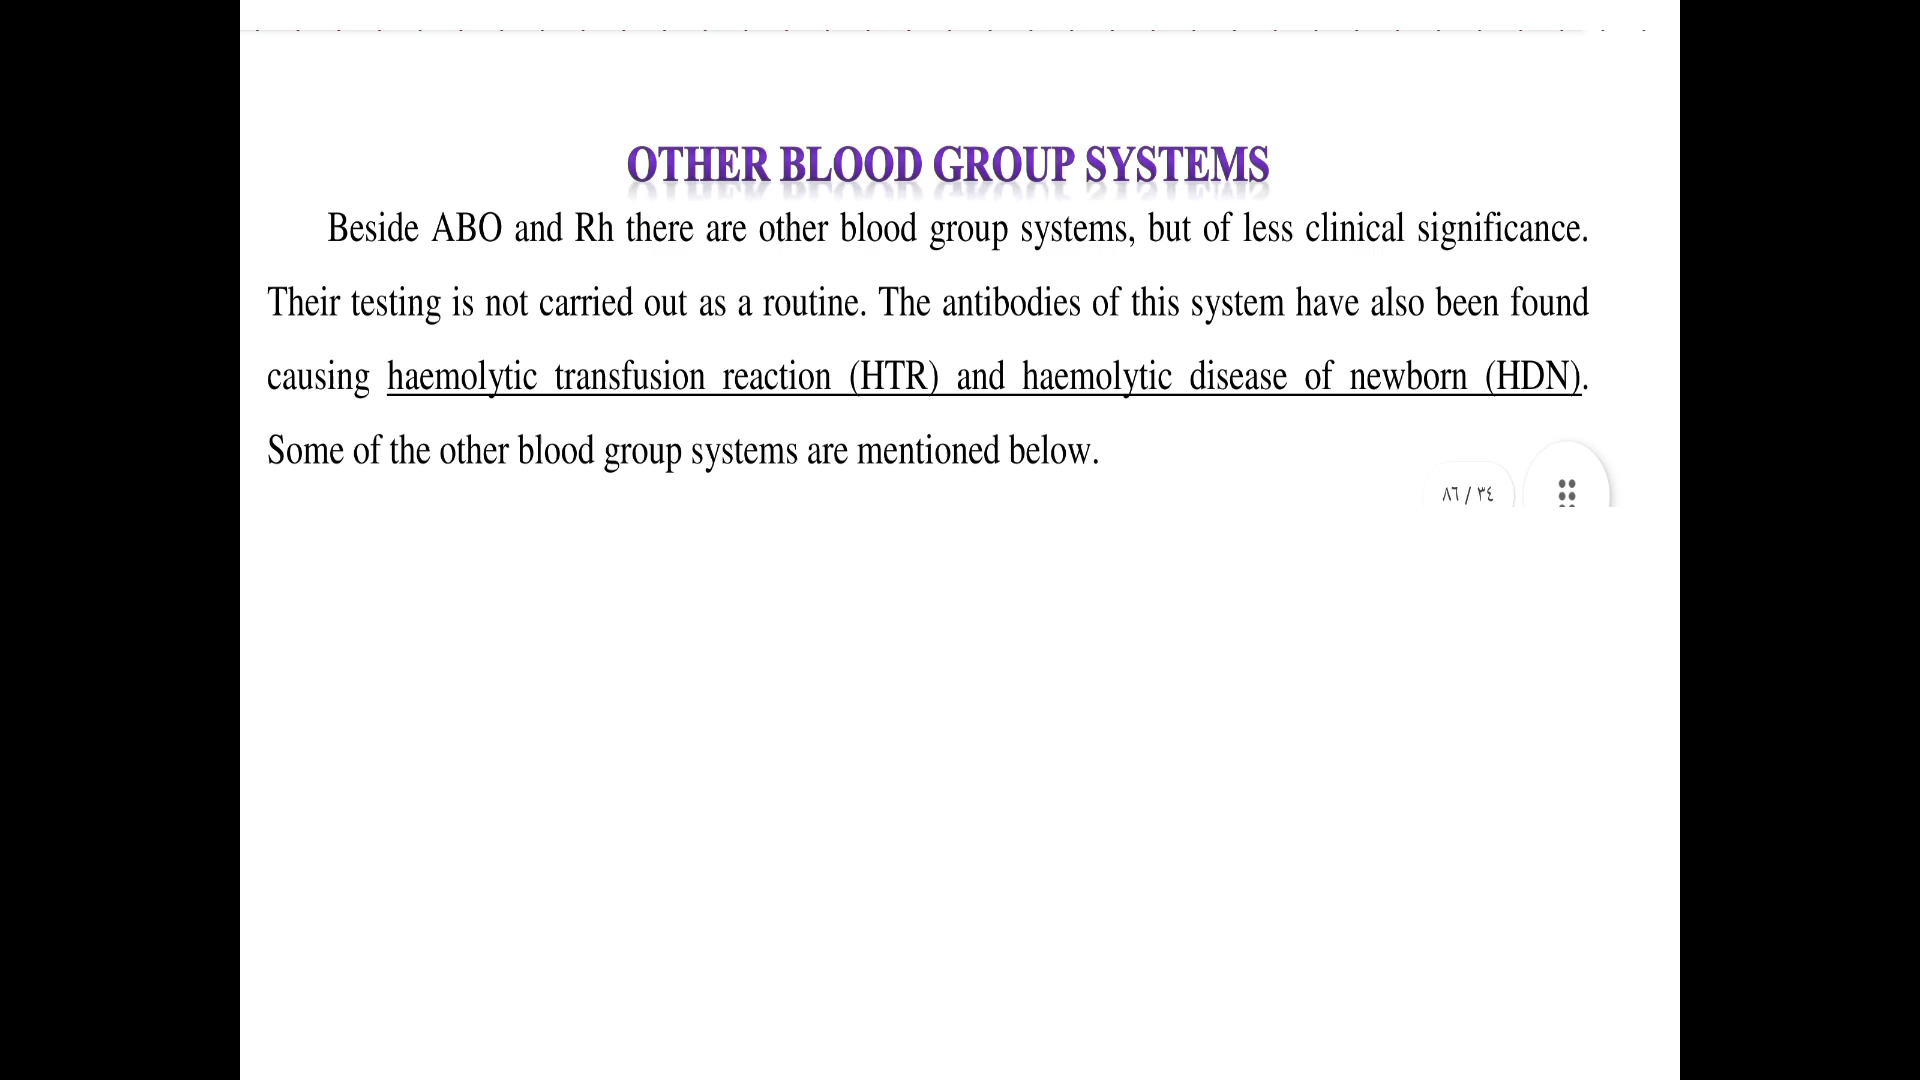 OTHER BLOOD GROUP SYSTEMS
Beside ABO and Rh there are other blood group systems, but of less clinical significance.
Their testing is not carried out as a routine. The antibodies of this system have also been found
causing haemolytic transfusion reaction (HTR) and haemolytic disease of newborn (HDN).
Some of the other blood group systems are mentioned below.
٨٦ / ٣٤